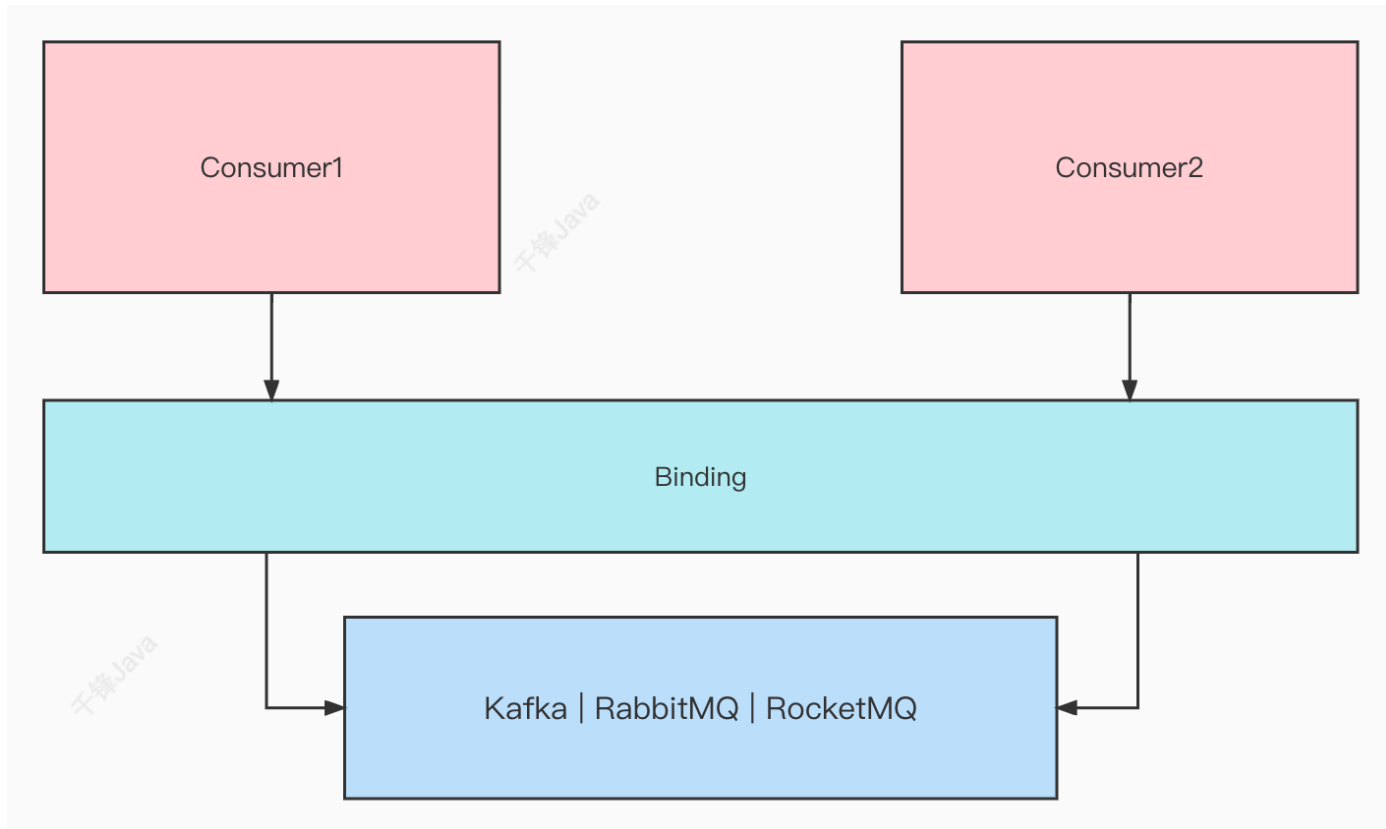 Consumer1
Consumer2
千锋Java
Binding
千锋Java
Kafka | RabbitMQ | RocketMQ